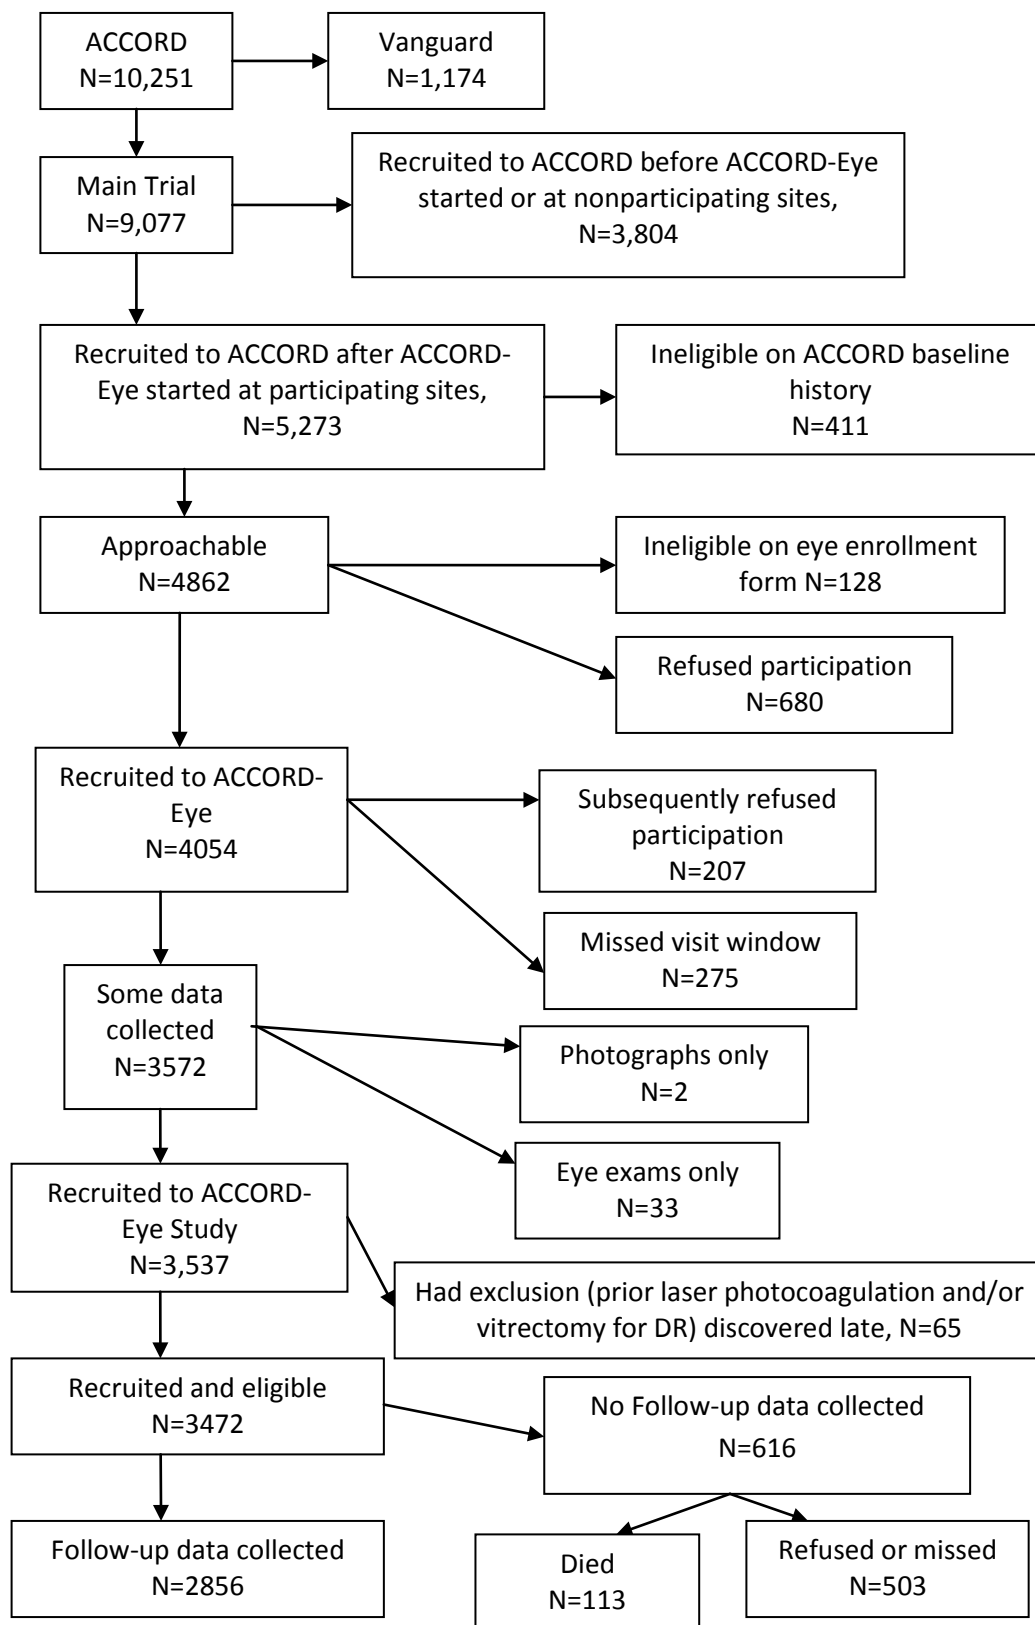 ACCORD
N=10,251
Vanguard
N=1,174
Main Trial
N=9,077
Recruited to ACCORD before ACCORD-Eye
started or at nonparticipating sites,
N=3,804
Recruited to ACCORD after ACCORD-
Eye started at participating sites,
N=5,273
Ineligible on ACCORD baseline
history
N=411
Approachable
N=4862
Ineligible on eye enrollment
form N=128
Refused participation
N=680
Recruited to ACCORD-
Eye
N=4054
Subsequently refused
participation
N=207
Missed visit window
N=275
Some data
collected
N=3572
Photographs only
N=2
Eye exams only
N=33
Recruited to ACCORD-
Eye Study
N=3,537
Had exclusion (prior laser photocoagulation and/or
vitrectomy for DR) discovered late, N=65
Recruited and eligible
N=3472
No Follow-up data collected
N=616
Follow-up data collected
N=2856
Died
N=113
Refused or missed
N=503